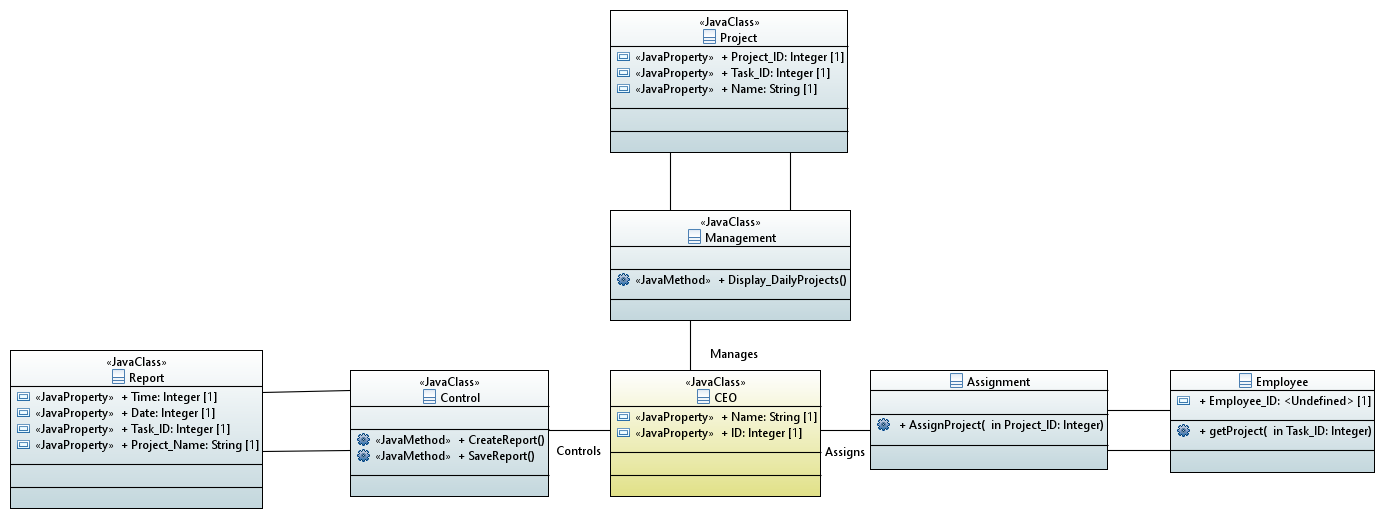 «JavaClass»
Project
«JavaProperty» + Project_ID: Integer [1]
«JavaProperty» + Task_ID: Integer [1]
«JavaProperty» + Name: String [1]
«JavaClass»
Management
«JavaMethod» + Display_DailyProjects()
Manages
«JavaClass»
Report
«JavaProperty» + Time: Integer [1]
«JavaProperty» + Date: Integer [1]
«JavaProperty» + Task_ID: Integer [1]
«JavaProperty» + Project_Name: String [1]
«JavaClass»
Control
«JavaMethod» + CreateReport()
«JavaMethod» + SaveReport()
Controls
«JavaClass»
CEO
«JavaProperty» + Name: String [1]
«JavaProperty» + ID: Integer [1]
Assigns
Assignment
+ AssignProject( in Project_ID: Integer)
Employee
+ Employee_ID: <Undefined> [1]
+ getProject( in Task_ID: Integer)